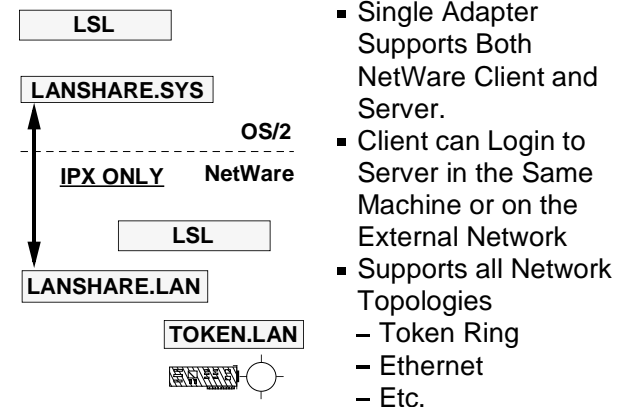 LSL
LANSHARE.SYS
OS/2
IPX ONLY NetWare
LSL
LANSHARE.LAN
TOKEN.LAN
▪ Single Adapter
Supports Both
NetWare Client and
Server.
▪ Client can Login to
Server in the Same
Machine or on the
External Network
▪ Supports all Network
Topologies
– Token Ring
– Ethernet
– Etc.